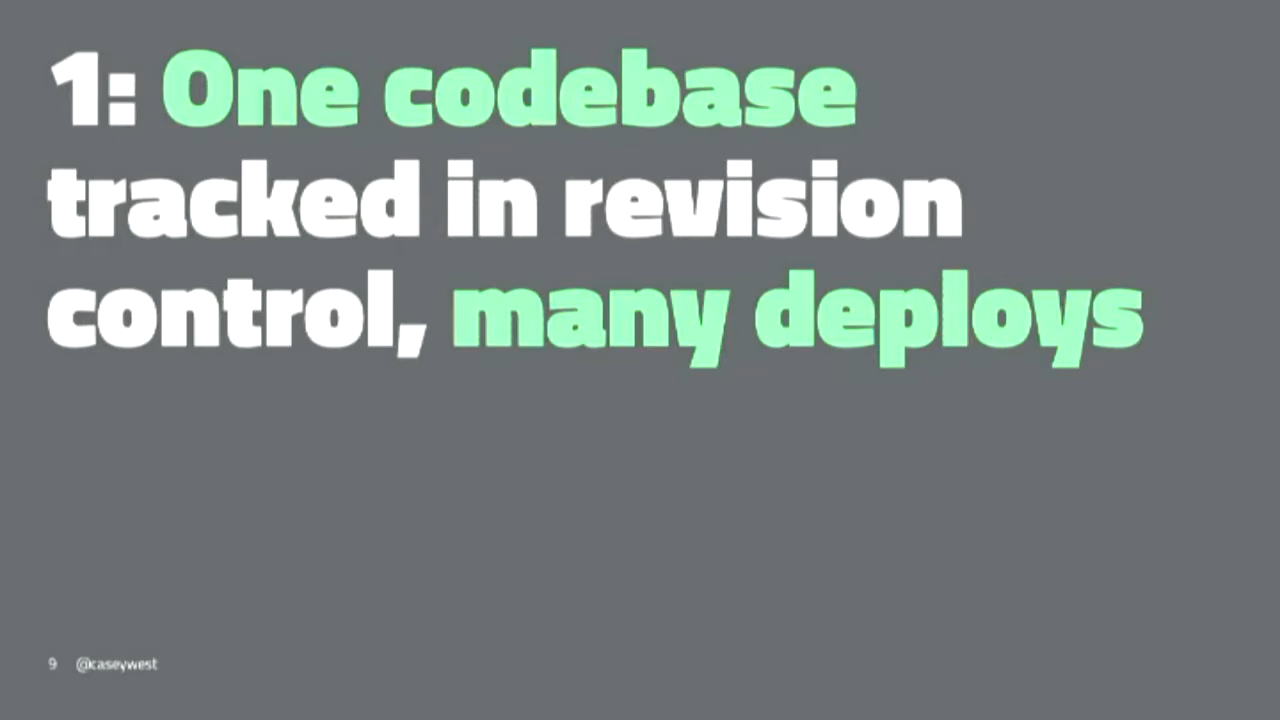 1: One codebase
tracked in revision
control, many deploys
9 @caseywest